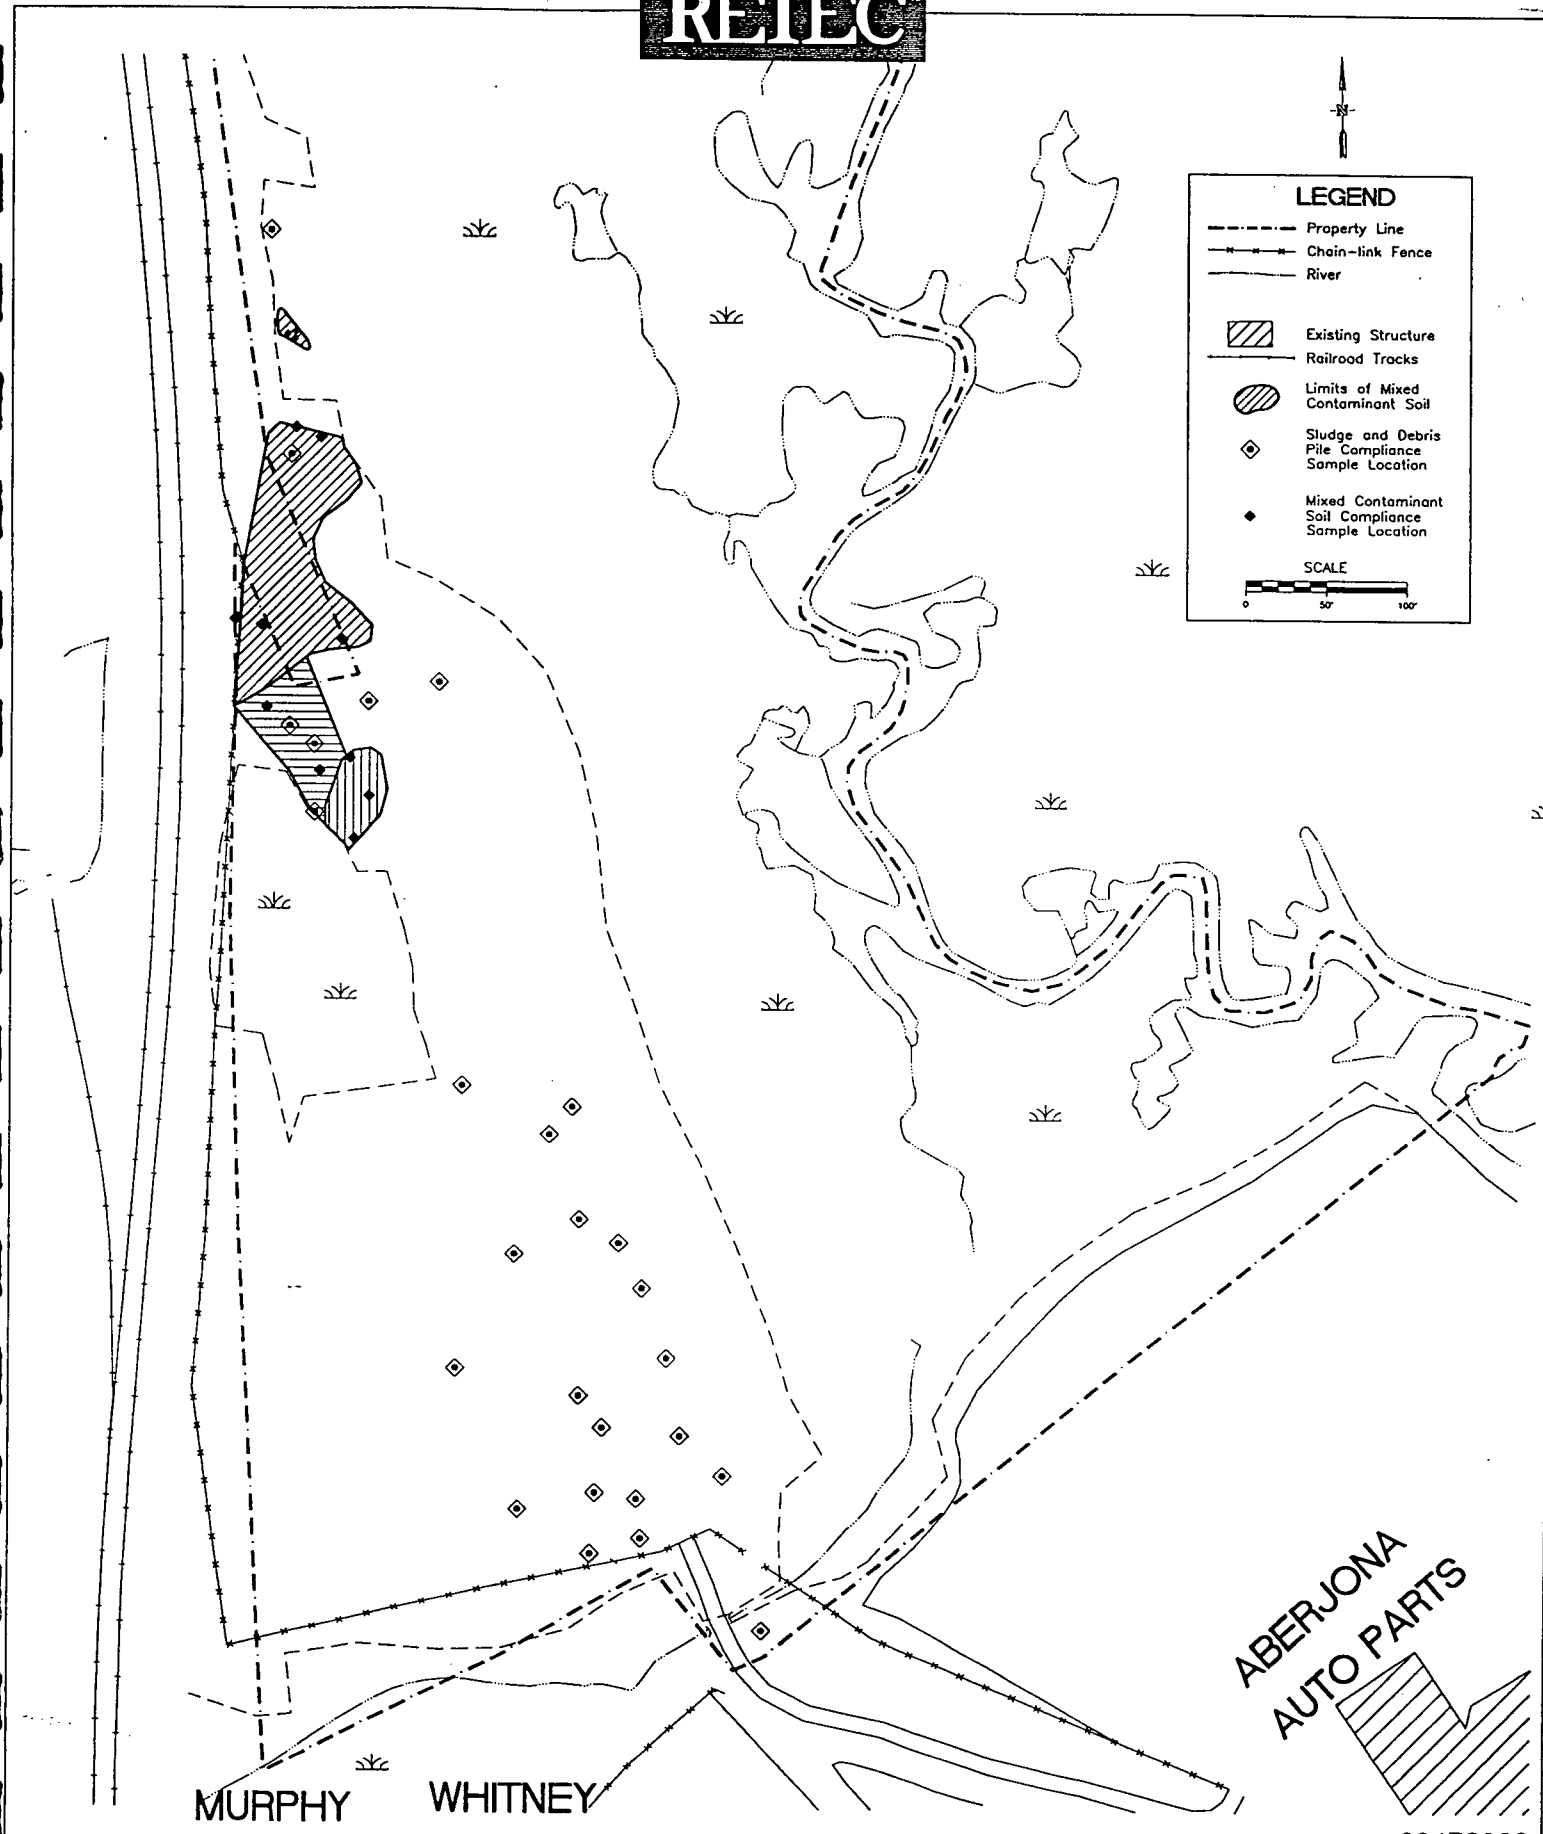 RETEC
N
LEGEND
Property Line
Chain-link Fence
River
Existing Structure
Railroad Tracks
Limits of Mixed
Contaminant Soil
Sludge and Debris
Pile Compliance
Sample Location
Mixed Contaminant
Soil Compliance
Sample Location
SCALE
0 50' 100'
ABERJONA
AUTO PARTS
MURPHY
WHITNEY